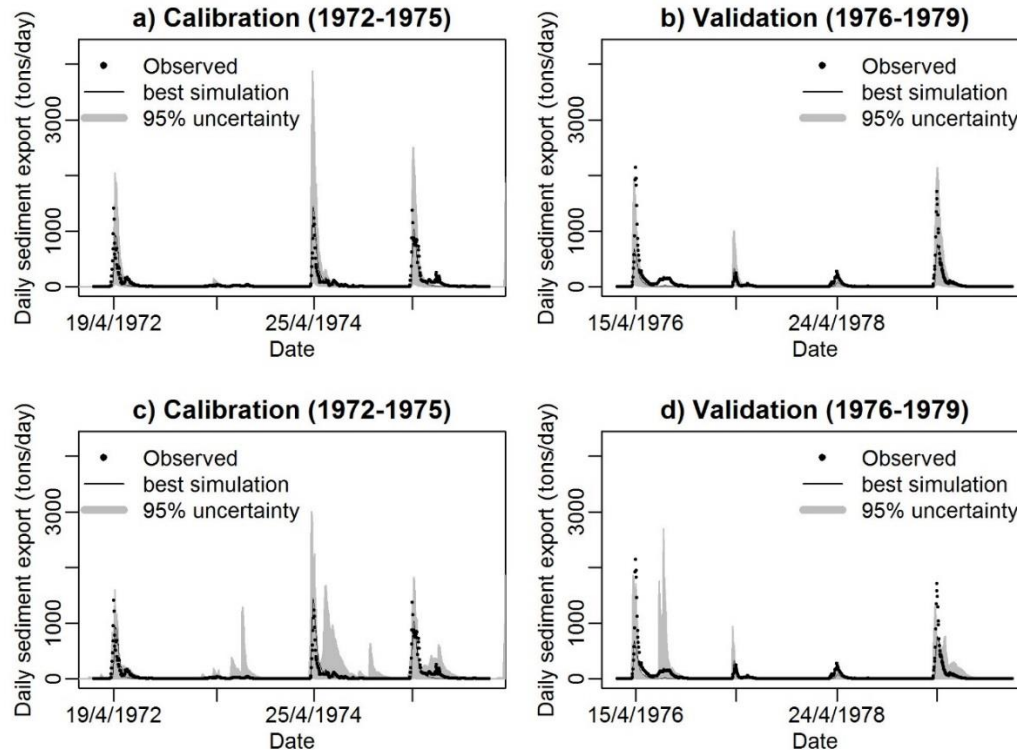 a) Calibration (1972-1975)
Daily sediment export (tons/day)
3000
1000
0
Observed
best simulation
95% uncertainty
19/4/1972
25/4/1974
Date
b) Validation (1976-1979)
Daily sediment export (tons/day)
3000
1000
0
Observed
best simulation
95% uncertainty
15/4/1976
24/4/1978
Date
c) Calibration (1972-1975)
Daily sediment export (tons/day)
3000
1000
0
Observed
best simulation
95% uncertainty
19/4/1972
25/4/1974
Date
d) Validation (1976-1979)
Daily sediment export (tons/day)
3000
1000
0
Observed
best simulation
95% uncertainty
15/4/1976
24/4/1978
Date